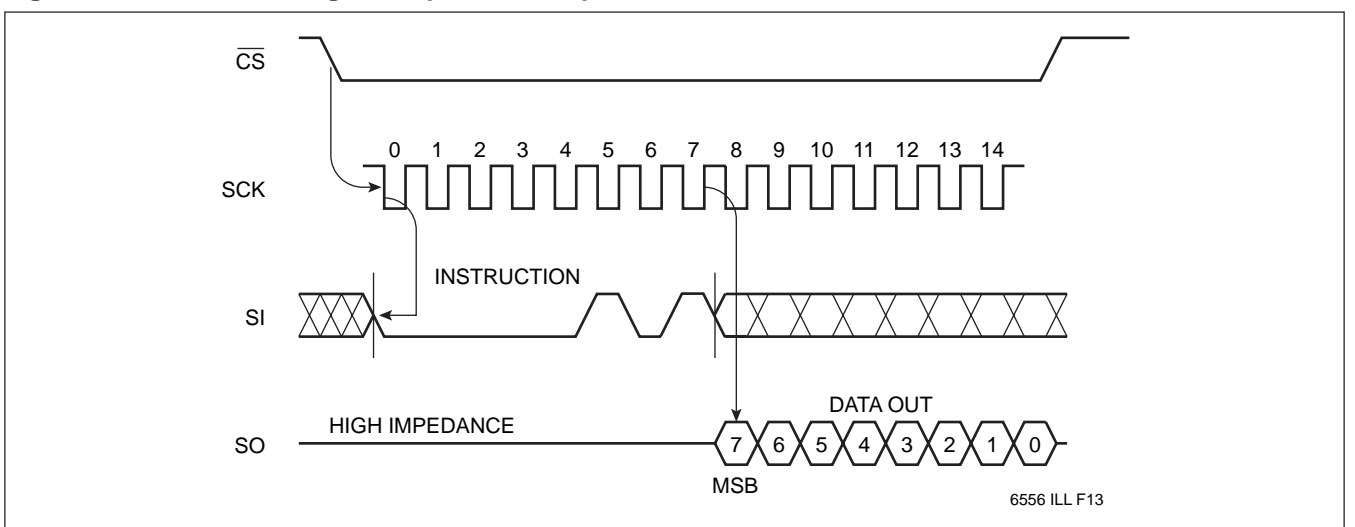 CS
0 1 2 3 4 5 6 7 8 9 10 11 12 13 14
SCK
INSTRUCTION
SI
DATA OUT
HIGH IMPEDANCE
SO
7 6 5 4 3 2 1 0
MSB
6556 ILL F13